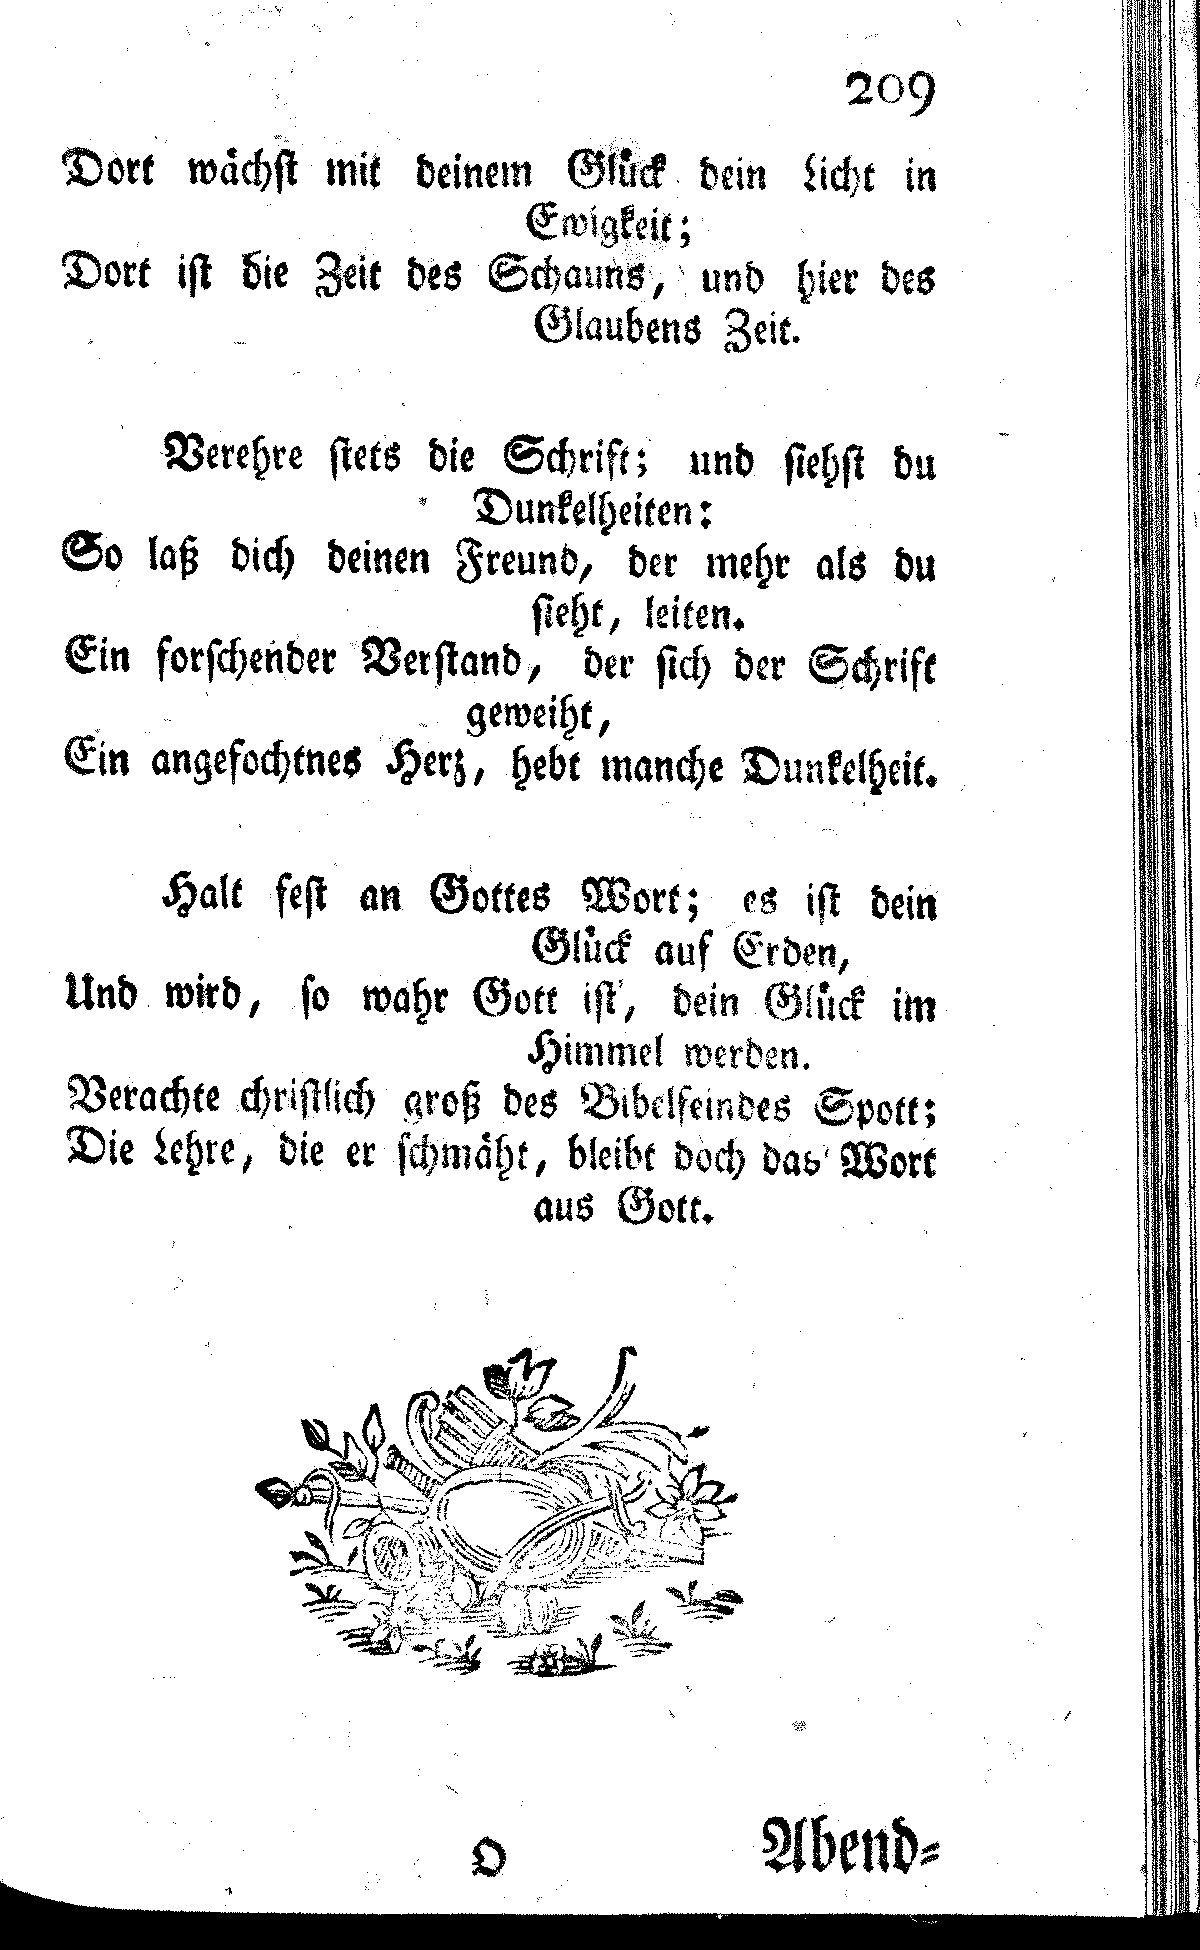 209
Dort wächſt mit deinem Glück dein Licht in
Ewigkeit;
Dort iſt die Zeit des Schauns, und hier des
Glaubens Zeit.
Verehre ſtets die Schrift; und ſiehſt du
Dunkelheiten:
So laß dich deinen Freund, der mehr als du
ſieht, leiten.
Ein forſchender Verſtand, der ſich der Schrift
geweiht,
Ein angefochtnes Herz, hebt manche Dunkelheit.
Halt feſt an Gottes Wort; es iſt dein
Glück auf Erden,
Und wird, ſo wahr Gott iſt, dein Glück im
Himmel werden.
Verachte chriſtlich groß des Bibelfeindes Spott;
Die Lehre, die er ſchmäht, bleibt doch das Wort
aus Gott.
O
Abend⸗